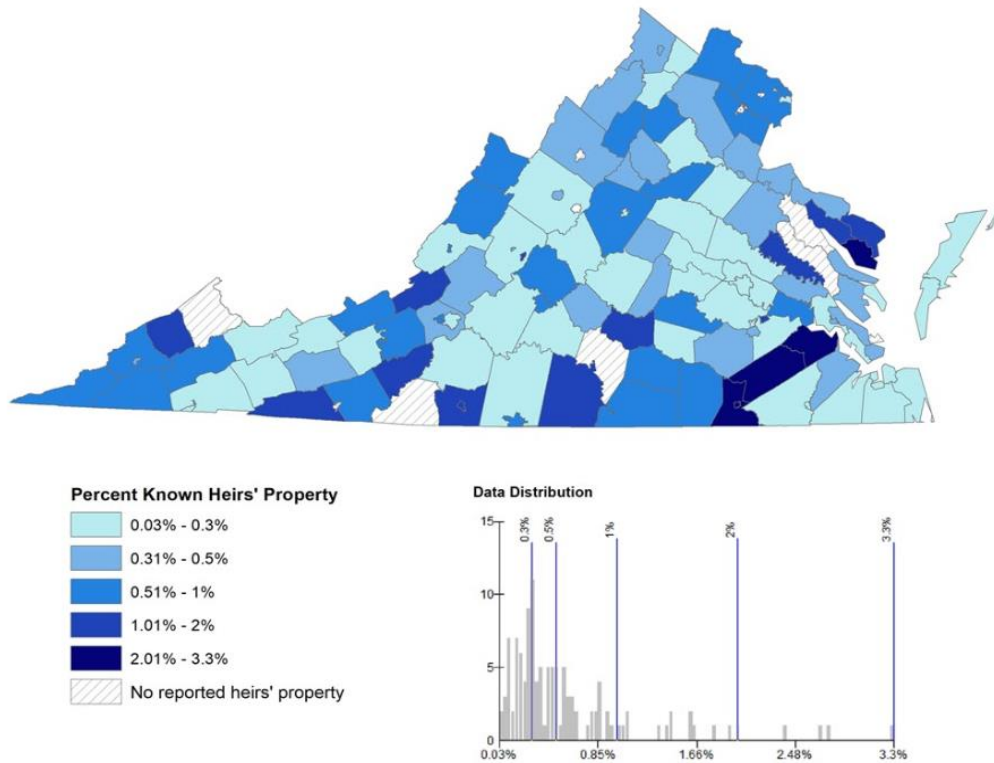 Percent Known Heirs' Property
0.03% - 0.3%
0.31% - 0.5%
0.51% - 1%
1.01% - 2%
2.01% - 3.3%
No reported heirs' property
Data Distribution
0.3%
0.5%
1%
2%
3.3%
15
10
5
0
0.03%
0.85%
1.66%
2.48%
3.3%